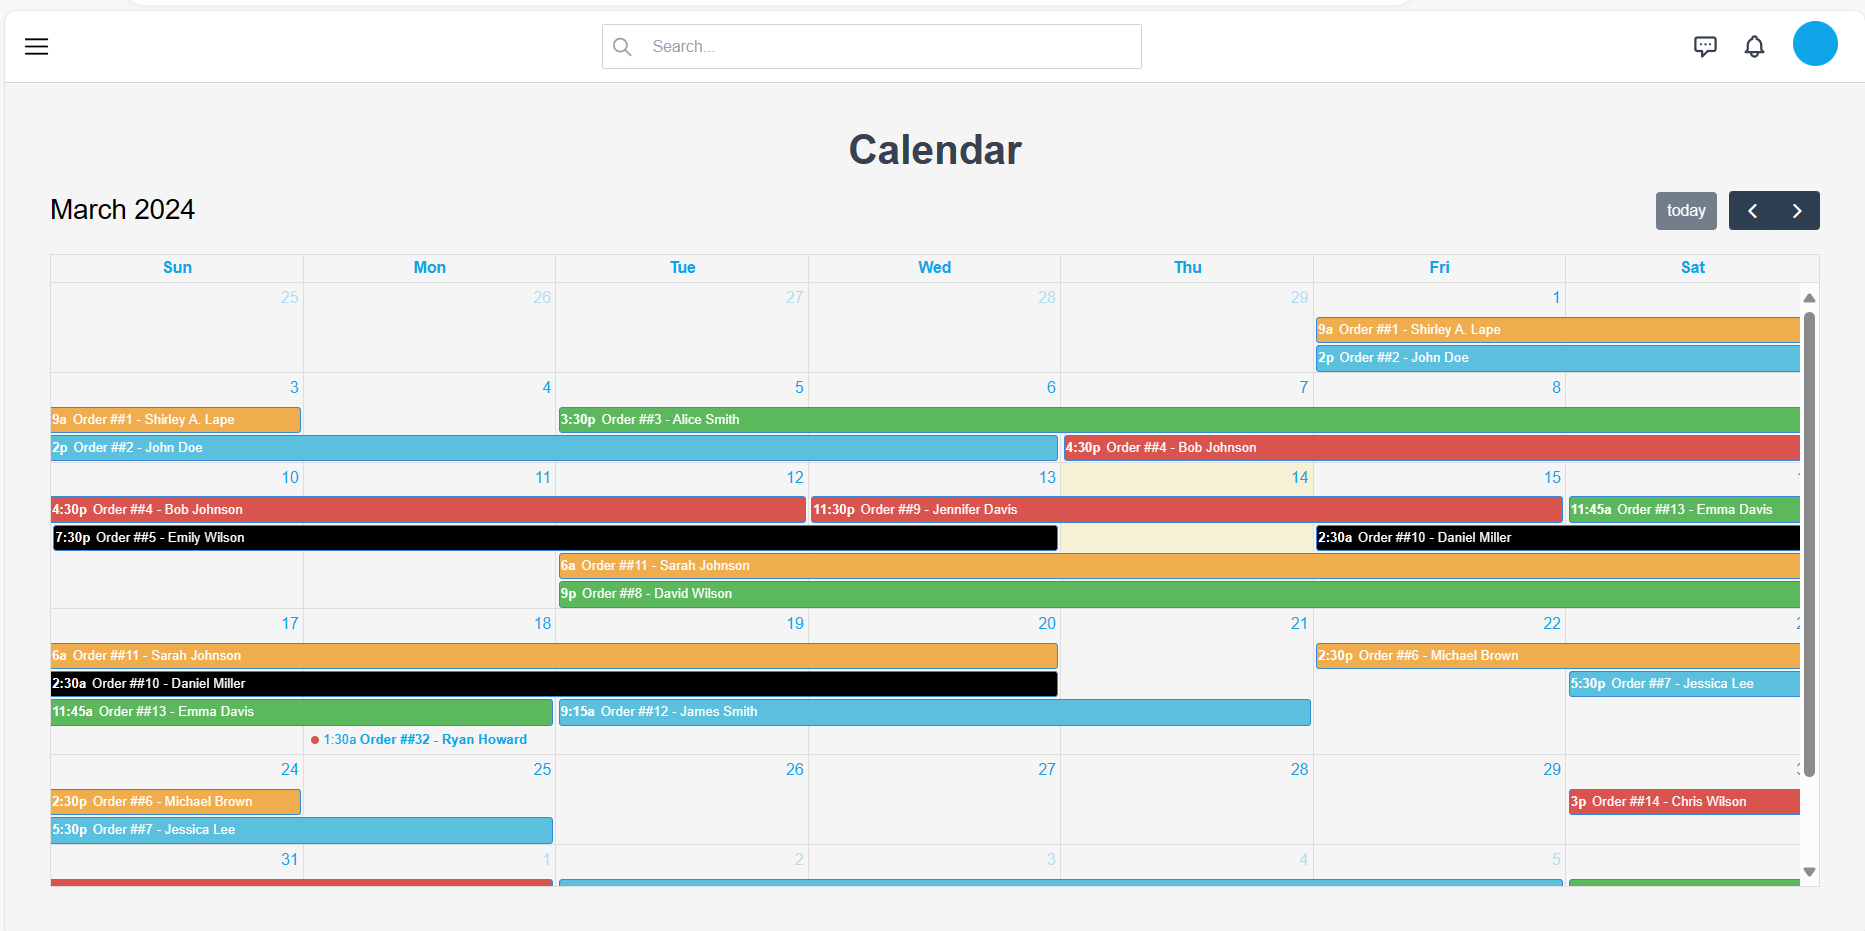 Search...
Calendar
March 2024
today
Sun Mon Tue Wed Thu Fri Sat
25 26 27 28 29 1
9a Order ##1 - Shirley A. Lape
2p Order ##2 - John Doe
3 4 5 6 7 8
9a Order ##1 - Shirley A. Lape 3:30p Order ##3 - Alice Smith
2p Order ##2 - John Doe 4:30p Order ##4 - Bob Johnson
10 11 12 13 14 15
4:30p Order ##4 - Bob Johnson 11:30p Order ##9 - Jennifer Davis 11:45a Order ##13 - Emma Davis
7:30p Order ##5 - Emily Wilson 2:30a Order ##10 - Daniel Miller
6a Order ##11 - Sarah Johnson
9p Order ##8 - David Wilson
17 18 19 20 21 22
6a Order ##11 - Sarah Johnson 2:30p Order ##6 - Michael Brown
2:30a Order ##10 - Daniel Miller 5:30p Order ##7 - Jessica Lee
11:45a Order ##13 - Emma Davis 9:15a Order ##12 - James Smith
1:30a Order ##32 - Ryan Howard
24 25 26 27 28 29
2:30p Order ##6 - Michael Brown 3p Order ##14 - Chris Wilson
5:30p Order ##7 - Jessica Lee
31 1 2 3 4 5